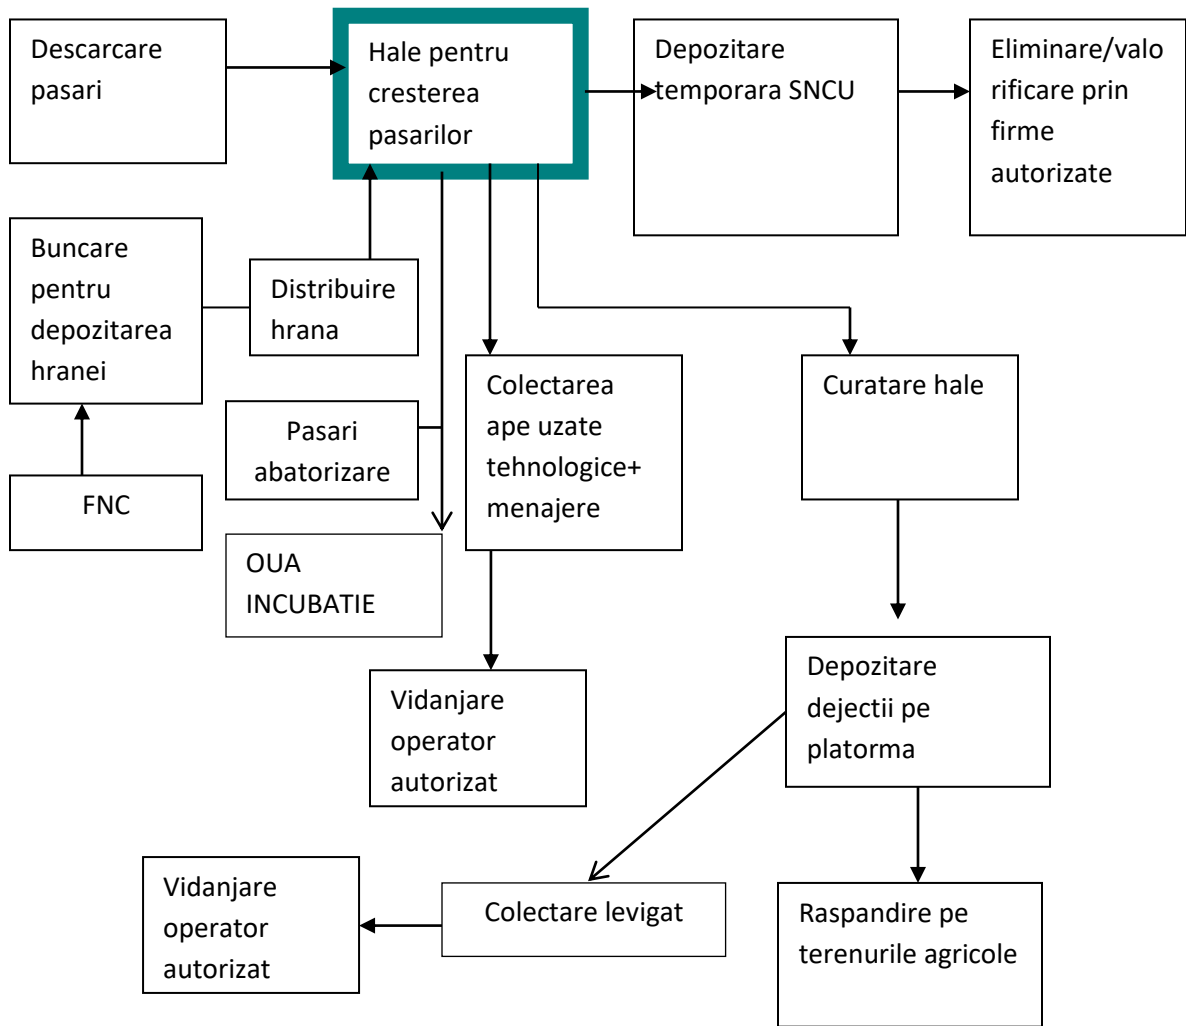 Descarcare
pasari
Hale pentru
cresterea
pasarilor
Depozitare
temporara SNCU
Eliminare/valo
rificare prin
firme
autorizate
Buncare
pentru
depozitarea
hranei
Distribuire
hrana
Colectarea
ape uzate
tehnologice+
menajere
Curatare hale
Pasari
abatorizare
FNC
OUA
INCUBATIE
Vidanjare
operator
autorizat
Depozitare
dejectii pe
platorma
Vidanjare
operator
autorizat
Colectare levigat
Raspandire pe
terenurile agricole